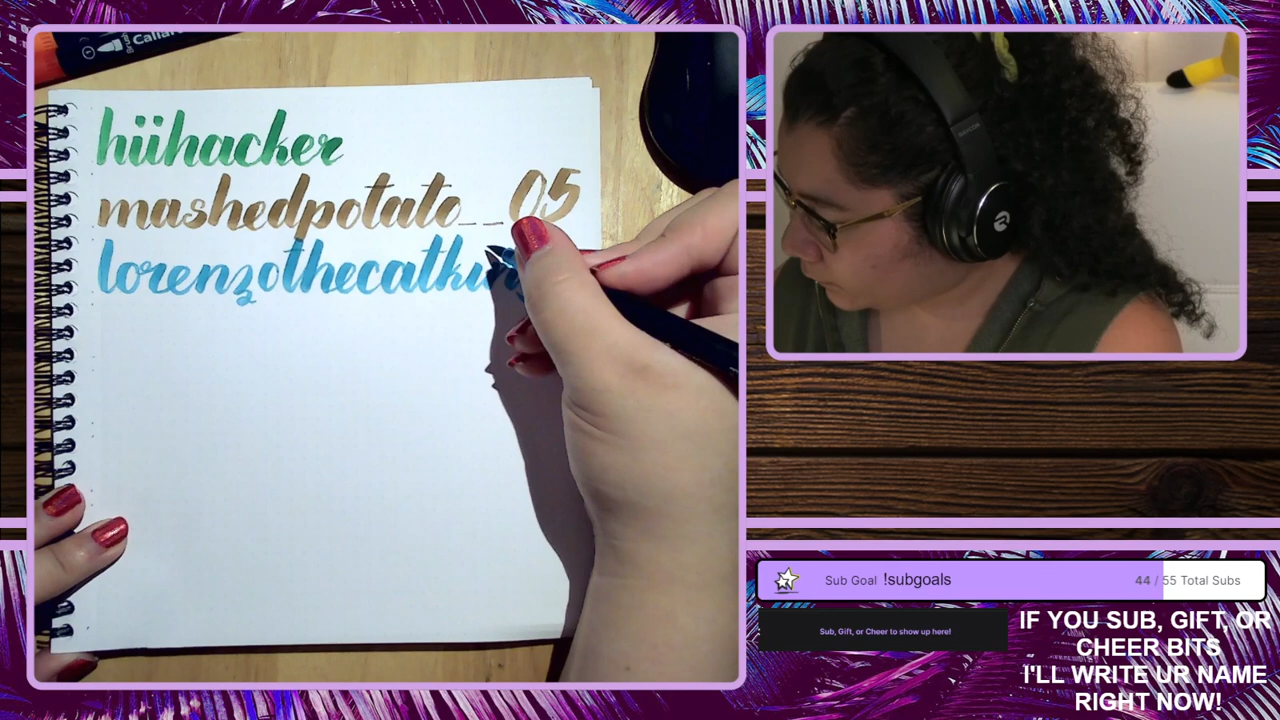 hiihacker
mashedpotato__05
lorenzothecatkin
Sub Goal !subgoals
44 / 55 Total Subs
Sub, Gift, or Cheer to show up here!
IF YOU SUB, GIFT, OR
CHEER BITS
I'LL WRITE UR NAME
RIGHT NOW!